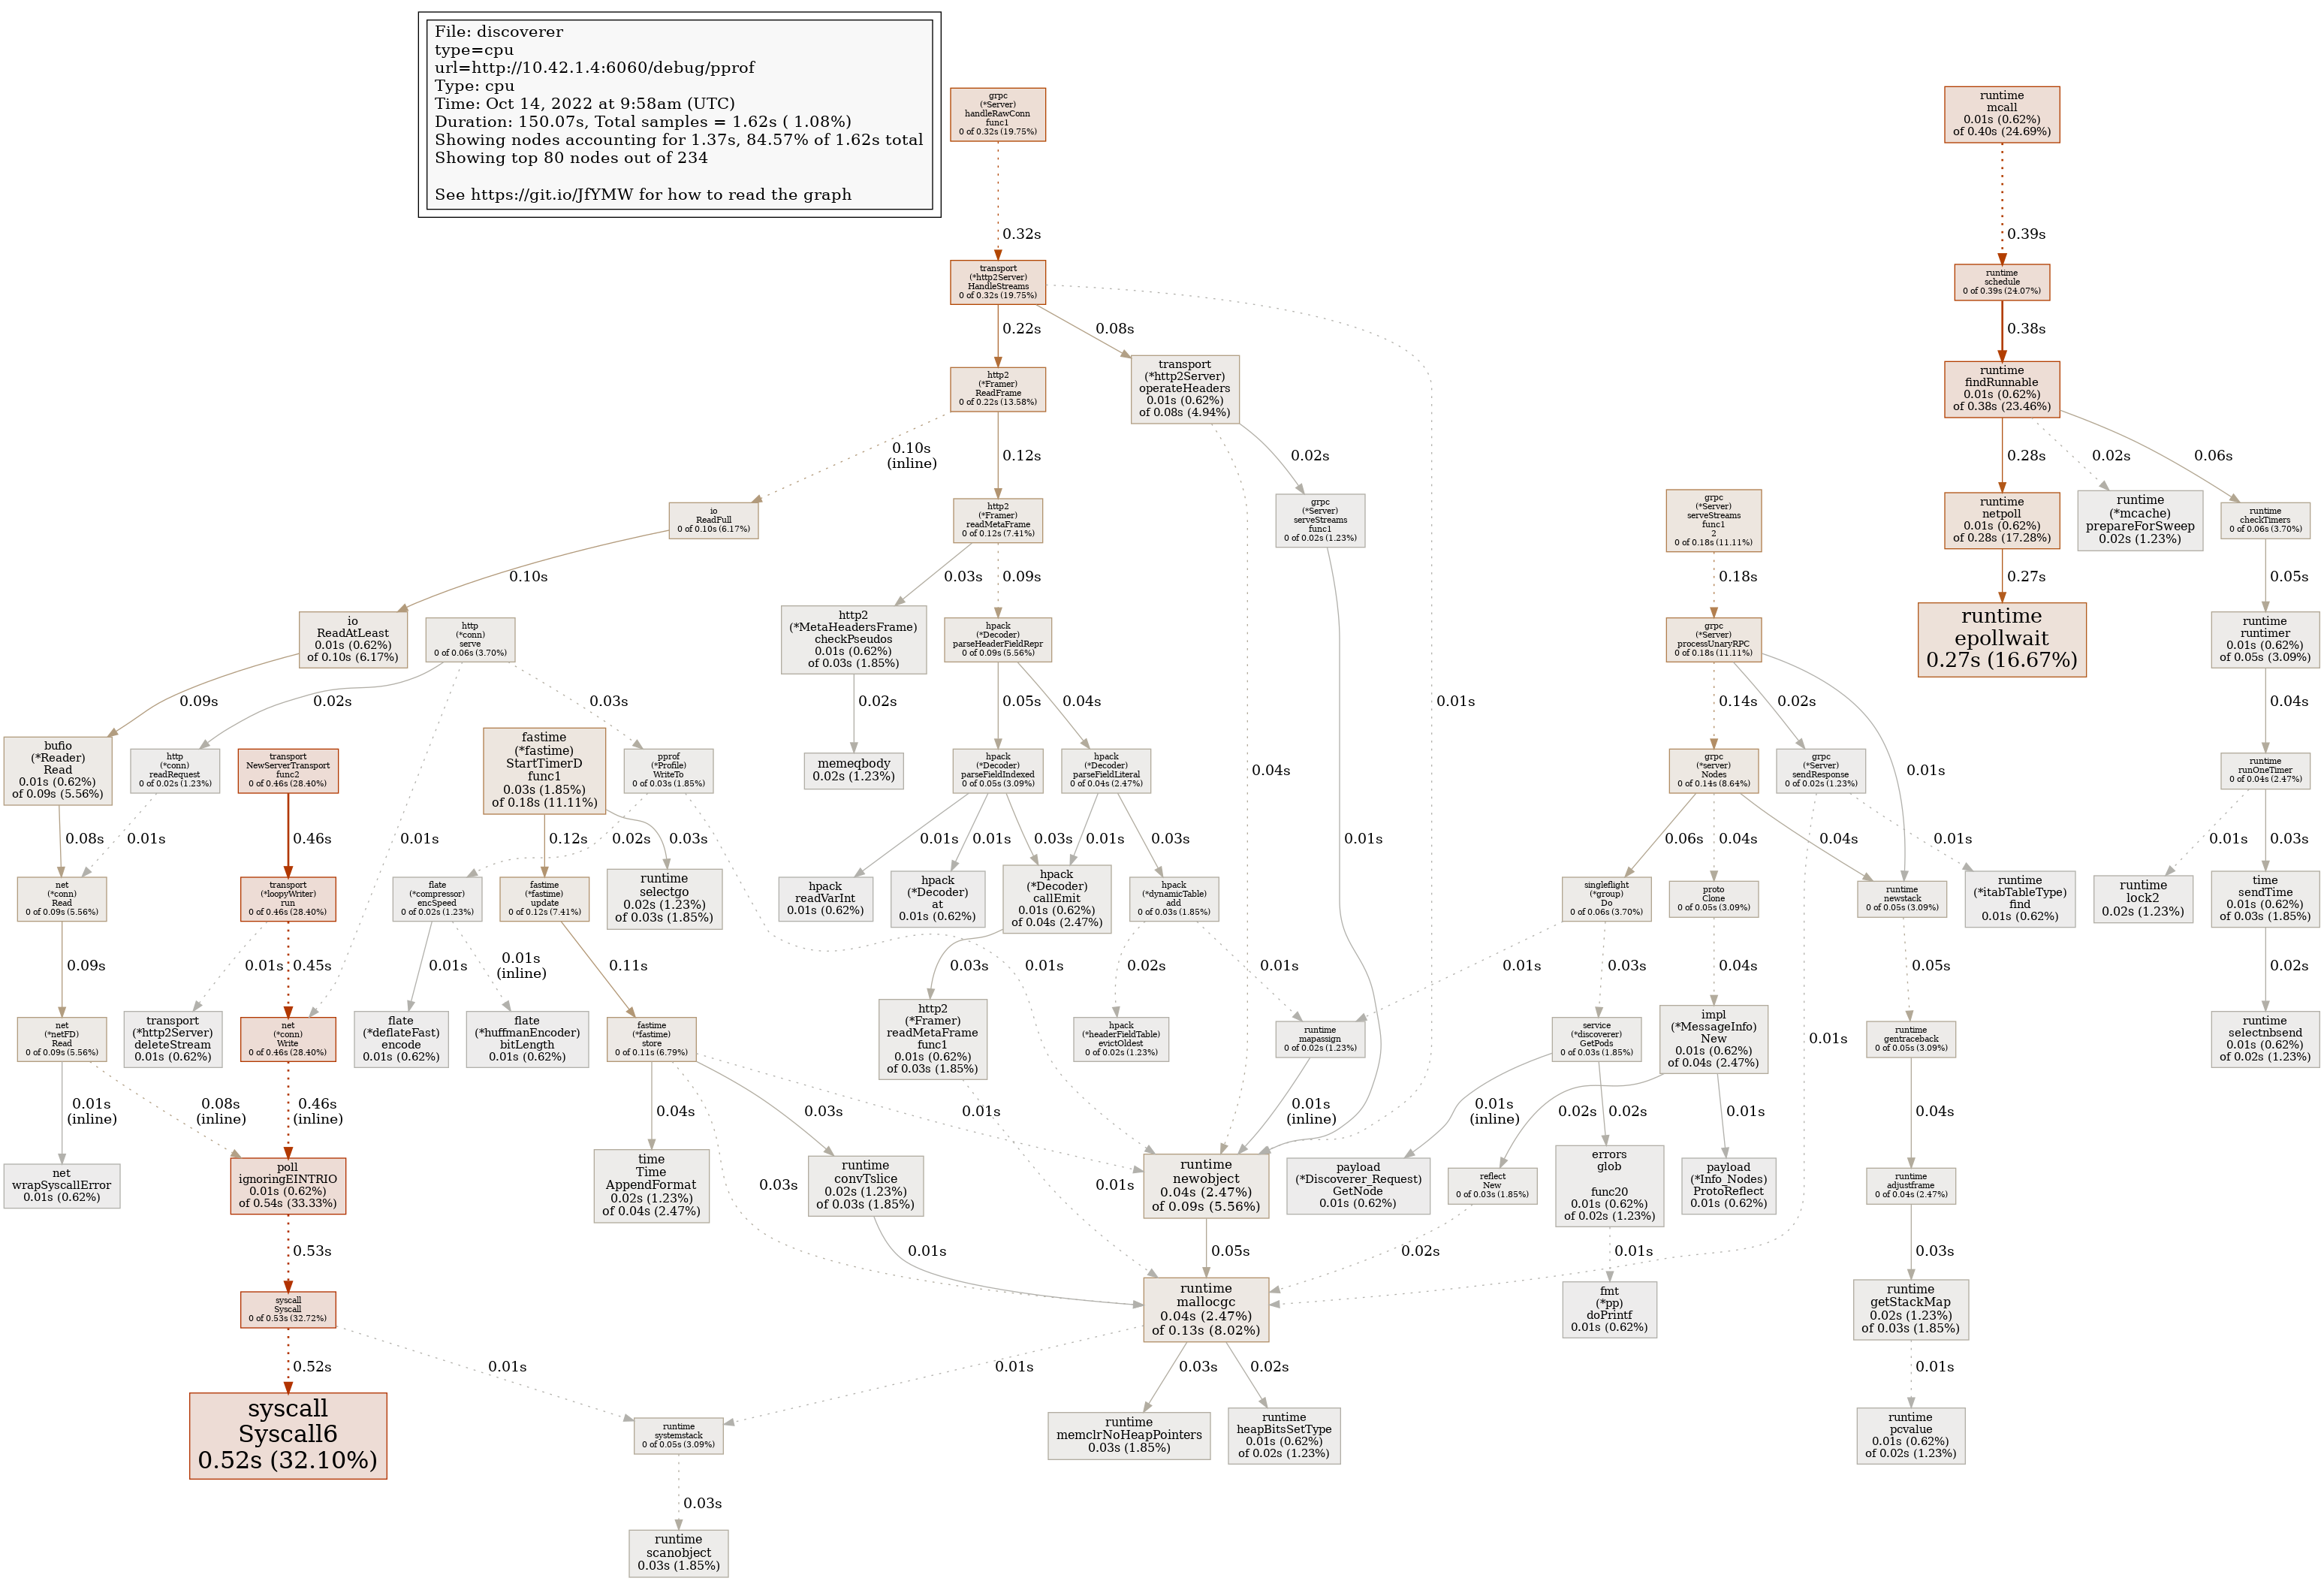 File: discoverer
type=cpu
url=http://10.42.1.4:6060/debug/pprof
Type: cpu
Time: Oct 14, 2022 at 9:58am (UTC)
Duration: 150.07s, Total samples = 1.62s ( 1.08%)
Showing nodes accounting for 1.37s, 84.57% of 1.62s total
Showing top 80 nodes out of 234
See https://git.io/JfYMW for how to read the graph
grpc
(*Server)
handleRawConn
func1
0 of 0.32s (19.75%)
runtime
mcall
0.01s (0.62%)
of 0.40s (24.69%)
0.32s
0.39s
transport
(*http2Server)
HandleStreams
0 of 0.32s (19.75%)
runtime
schedule
0 of 0.39s (24.07%)
0.22s
0.08s
0.38s
http2
(*Framer)
ReadFrame
0 of 0.22s (13.58%)
transport
(*http2Server)
operateHeaders
0.01s (0.62%)
of 0.08s (4.94%)
runtime
findRunnable
0.01s (0.62%)
of 0.38s (23.46%)
0.10s
(inline)
0.12s
0.02s
0.28s
0.02s
0.06s
io
ReadFull
0 of 0.10s (6.17%)
http2
(*Framer)
readMetaFrame
0 of 0.12s (7.41%)
grpc
(*Server)
serveStreams
func1
0 of 0.02s (1.23%)
grpc
(*Server)
serveStreams
func1
2
0 of 0.18s (11.11%)
runtime
netpoll
0.01s (0.62%)
of 0.28s (17.28%)
runtime
(*mcache)
prepareForSweep
0.02s (1.23%)
runtime
checkTimers
0 of 0.06s (3.70%)
0.10s
0.03s
0.09s
0.18s
0.27s
0.05s
io
ReadAtLeast
0.01s (0.62%)
of 0.10s (6.17%)
http
(*conn)
serve
0 of 0.06s (3.70%)
http2
(*MetaHeadersFrame)
checkPseudos
0.01s (0.62%)
of 0.03s (1.85%)
hpack
(*Decoder)
parseHeaderFieldRepr
0 of 0.09s (5.56%)
grpc
(*Server)
processUnaryRPC
0 of 0.18s (11.11%)
runtime
epollwait
0.27s (16.67%)
runtime
runtimer
0.01s (0.62%)
of 0.05s (3.09%)
0.09s
0.02s
0.03s
0.02s
0.05s
0.04s
0.01s
0.14s
0.02s
0.04s
bufio
(*Reader)
Read
0.01s (0.62%)
of 0.09s (5.56%)
http
(*conn)
readRequest
0 of 0.02s (1.23%)
transport
NewServerTransport
func2
0 of 0.46s (28.40%)
fastime
(*fastime)
StartTimerD
func1
0.03s (1.85%)
of 0.18s (11.11%)
pprof
(*Profile)
WriteTo
0 of 0.03s (1.85%)
memeqbody
0.02s (1.23%)
hpack
(*Decoder)
parseFieldIndexed
0 of 0.05s (3.09%)
hpack
(*Decoder)
parseFieldLiteral
0 of 0.04s (2.47%)
0.04s
grpc
(*server)
Nodes
0 of 0.14s (8.64%)
grpc
(*Server)
sendResponse
0 of 0.02s (1.23%)
0.01s
runtime
runOneTimer
0 of 0.04s (2.47%)
0.08s
0.01s
0.46s
0.01s
0.12s
0.02s
0.03s
0.01s
0.01s
0.03s
0.01s
0.03s
0.01s
0.06s
0.04s
0.04s
0.01s
0.01s
0.03s
net
(*conn)
Read
0 of 0.09s (5.56%)
transport
(*loopyWriter)
run
0 of 0.46s (28.40%)
flate
(*compressor)
encSpeed
0 of 0.02s (1.23%)
fastime
(*fastime)
update
0 of 0.12s (7.41%)
runtime
selectgo
0.02s (1.23%)
of 0.03s (1.85%)
hpack
readVarInt
0.01s (0.62%)
hpack
(*Decoder)
at
0.01s (0.62%)
hpack
(*Decoder)
callEmit
0.01s (0.62%)
of 0.04s (2.47%)
hpack
(*dynamicTable)
add
0 of 0.03s (1.85%)
singleflight
(*group)
Do
0 of 0.06s (3.70%)
proto
Clone
0 of 0.05s (3.09%)
runtime
newstack
0 of 0.05s (3.09%)
runtime
(*itabTableType)
find
0.01s (0.62%)
runtime
lock2
0.02s (1.23%)
time
sendTime
0.01s (0.62%)
of 0.03s (1.85%)
0.09s
0.01s
0.45s
0.01s
0.01s
(inline)
0.11s
0.03s
0.01s
0.02s
0.01s
0.01s
0.03s
0.04s
0.05s
0.02s
net
(*netFD)
Read
0 of 0.09s (5.56%)
transport
(*http2Server)
deleteStream
0.01s (0.62%)
net
(*conn)
Write
0 of 0.46s (28.40%)
flate
(*deflateFast)
encode
0.01s (0.62%)
flate
(*huffmanEncoder)
bitLength
0.01s (0.62%)
fastime
(*fastime)
store
0 of 0.11s (6.79%)
http2
(*Framer)
readMetaFrame
func1
0.01s (0.62%)
of 0.03s (1.85%)
hpack
(*headerFieldTable)
evictOldest
0 of 0.02s (1.23%)
runtime
mapassign
0 of 0.02s (1.23%)
service
(*discoverer)
GetPods
0 of 0.03s (1.85%)
impl
(*MessageInfo)
New
0.01s (0.62%)
of 0.04s (2.47%)
0.01s
runtime
gentraceback
0 of 0.05s (3.09%)
runtime
selectnbsend
0.01s (0.62%)
of 0.02s (1.23%)
0.01s
(inline)
0.08s
(inline)
0.46s
(inline)
0.04s
0.03s
0.01s
0.01s
(inline)
0.01s
(inline)
0.02s
0.02s
0.01s
0.04s
net
wrapSyscallError
0.01s (0.62%)
poll
ignoringEINTRIO
0.01s (0.62%)
of 0.54s (33.33%)
time
Time
AppendFormat
0.02s (1.23%)
of 0.04s (2.47%)
0.03s
runtime
convTslice
0.02s (1.23%)
of 0.03s (1.85%)
0.01s
runtime
newobject
0.04s (2.47%)
of 0.09s (5.56%)
payload
(*Discoverer_Request)
GetNode
0.01s (0.62%)
reflect
New
0 of 0.03s (1.85%)
errors
glob
func20
0.01s (0.62%)
of 0.02s (1.23%)
payload
(*Info_Nodes)
ProtoReflect
0.01s (0.62%)
runtime
adjustframe
0 of 0.04s (2.47%)
0.53s
0.01s
0.05s
0.02s
0.01s
0.03s
syscall
Syscall
0 of 0.53s (32.72%)
runtime
mallocgc
0.04s (2.47%)
of 0.13s (8.02%)
fmt
(*pp)
doPrintf
0.01s (0.62%)
runtime
getStackMap
0.02s (1.23%)
of 0.03s (1.85%)
0.52s
0.01s
0.01s
0.03s
0.02s
0.01s
syscall
Syscall6
0.52s (32.10%)
runtime
systemstack
0 of 0.05s (3.09%)
runtime
memclrNoHeapPointers
0.03s (1.85%)
runtime
heapBitsSetType
0.01s (0.62%)
of 0.02s (1.23%)
runtime
pcvalue
0.01s (0.62%)
of 0.02s (1.23%)
0.03s
runtime
scanobject
0.03s (1.85%)